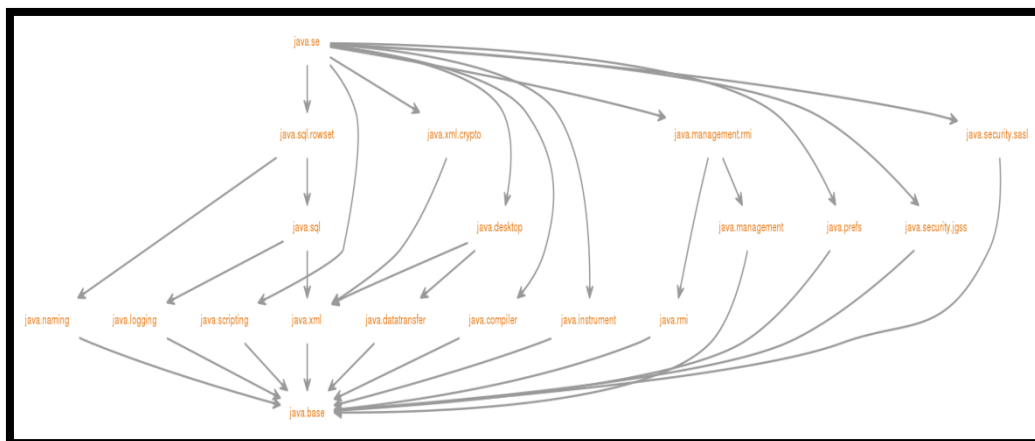 java.se
java.sql.rowset
java.xml.crypto
java.management.rmi
java.security.sasl
java.sql
java.desktop
java.management
java.prefs
java.security.jgss
java.naming
java.logging
java.scripting
java.xml
java.datatransfer
java.compiler
java.instrument
java.rmi
java.base